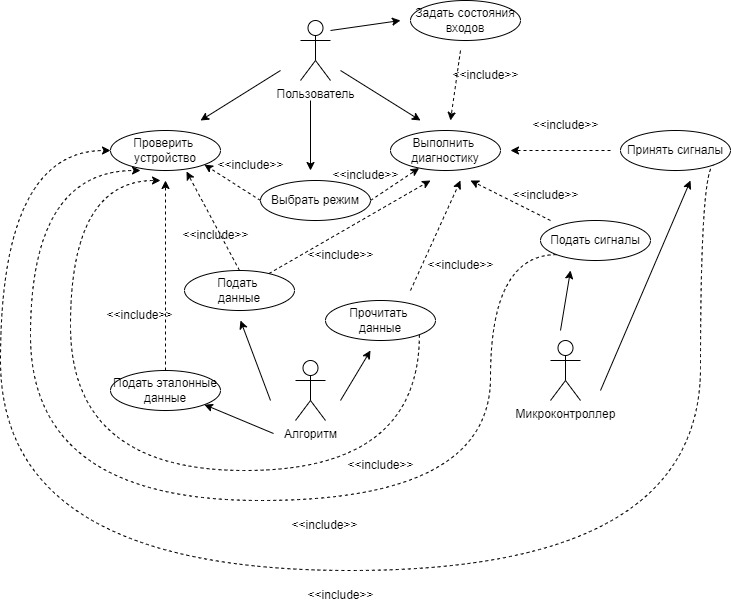 Задать состояния
входов
<<include>>
Пользователь
<<include>>
Проверить
устройство
Выполнить
диагностику
Принять сигналы
<<include>>
<<include>>
Выбрать режим
<<include>>
<<include>>
Подать сигналы
<<include>>
<<include>>
Подать
данные
<<include>>
Прочитать
данные
Подать эталонные
данные
Алгоритм
Микроконтроллер
<<include>>
<<include>>
<<include>>